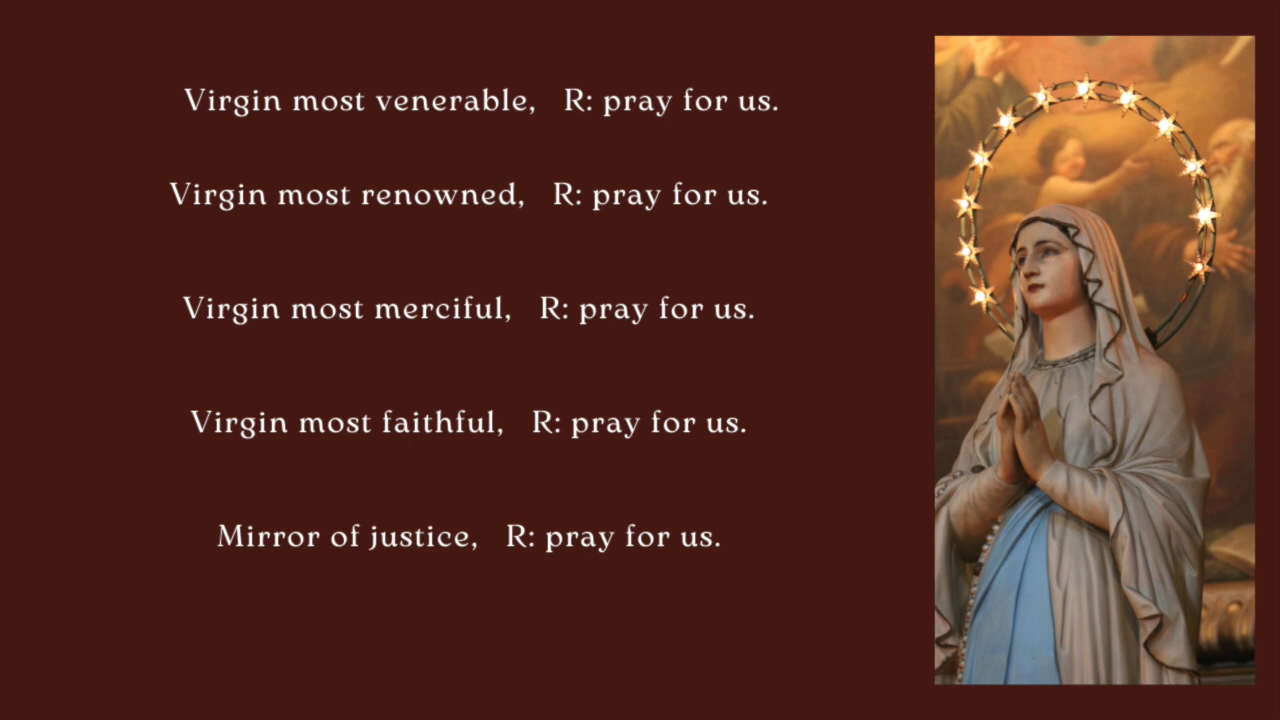 Virgin most venerable, R: pray for us.
Virgin most renowned, R: pray for us.
Virgin most merciful, R: pray for us.
Virgin most faithful, R: pray for us.
Mirror of justice, R: pray for us.